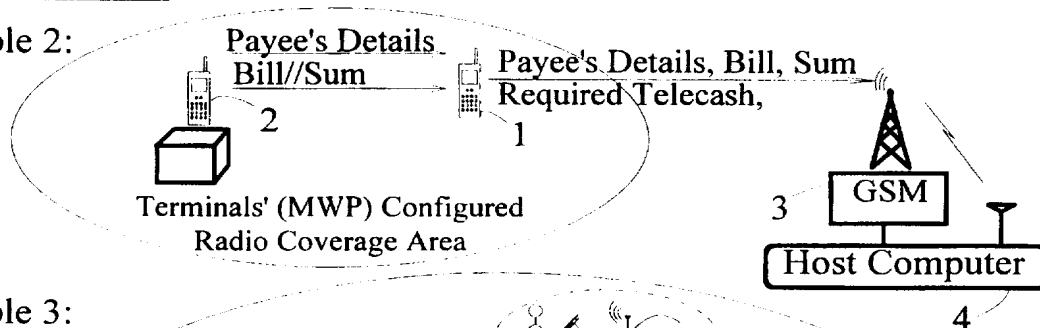 ple 2:
Payee's Details
Bill//Sum
Payee's Details, Bill, Sum
Required Telecash,
2
1
Terminals' (MWP) Configured
Radio Coverage Area
3
GSM
Host Computer
4
ple 3: